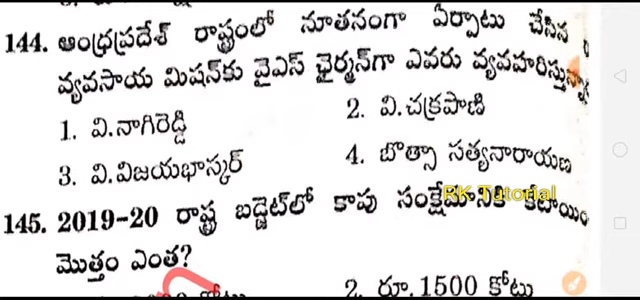 144. ఆంధ్రప్రదేశ్ రాష్ట్రంలో నూతనంగా ఏర్పాటు చేసిన
వ్యవసాయ మిషన్‌కు వైఎస్ ఛైర్మన్‌గా ఎవరు
1. వి.నాగిరెడ్డి 2. వి.చక్రపాణి
3. వి.విజయభాస్కర్ 4. బొత్సా సత్యనారాయణ
RK Tutorial
145. 2019-20 రాష్ట్ర బడ్జెట్‌లో కాపు సంక్షేమానికి
మొత్తం ఎంత?
2. రూ.1500 కోట్లు